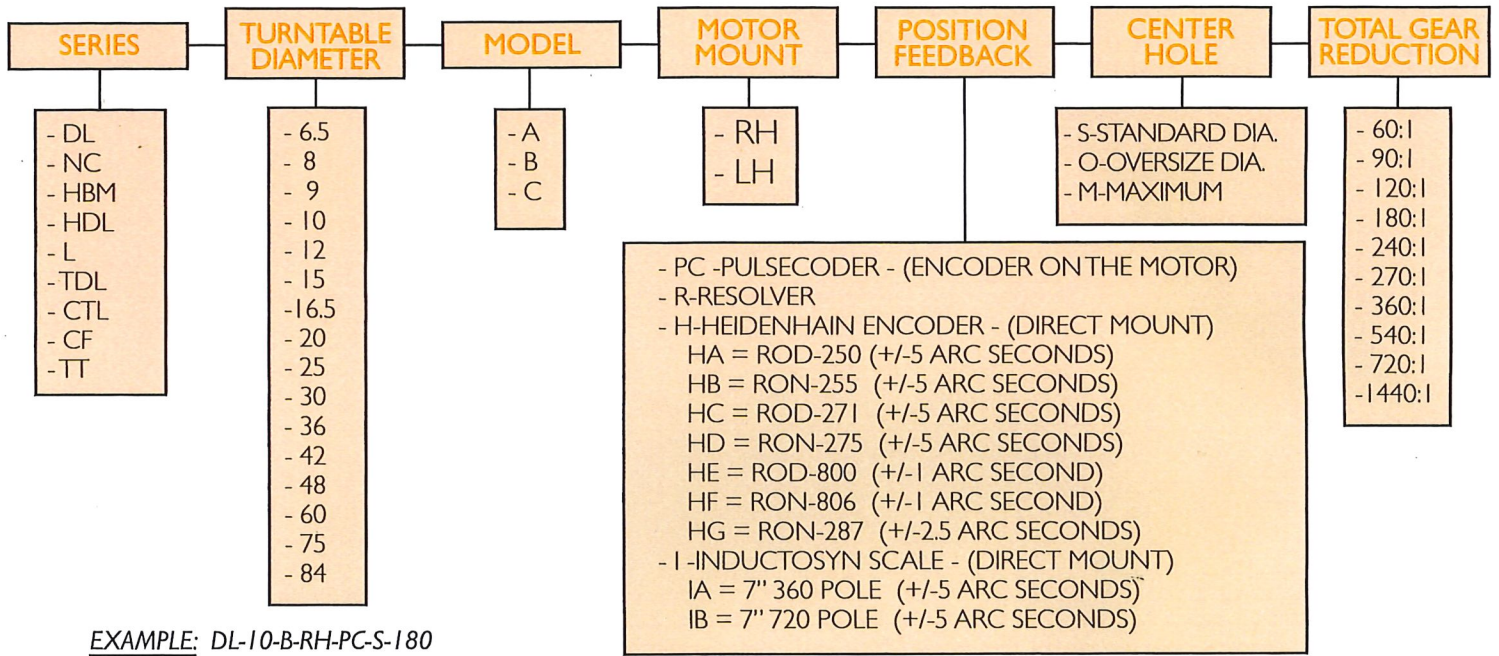 SERIES
TURNTABLE
DIAMETER
MODEL
MOTOR
MOUNT
POSITION
FEEDBACK
CENTER
HOLE
TOTAL GEAR
REDUCTION
- DL
- NC
- HBM
- HDL
- L
-TDL
- CTL
- CF
-TT
- 6.5
- 8
- 9
- 10
- 12
- 15
-16.5
- 20
- 25
- 30
- 36
- 42
- 48
- 60
- 75
- 84
- A
- B
- C
- RH
- LH
- PC -PULSECODER - (ENCODER ON THE MOTOR)
- R-RESOLVER
- H-HEIDENHAIN ENCODER - (DIRECT MOUNT)
HA = ROD-250 (+/-5 ARC SECONDS)
HB = RON-255 (+/-5 ARC SECONDS)
HC = ROD-271 (+/-5 ARC SECONDS)
HD = RON-275 (+/-5 ARC SECONDS)
HE = ROD-800 (+/-1 ARC SECOND)
HF = RON-806 (+/-1 ARC SECOND)
HG = RON-287 (+/-2.5 ARC SECONDS)
- I -INDUCTOSYN SCALE - (DIRECT MOUNT)
IA = 7" 360 POLE (+/-5 ARC SECONDS)
IB = 7" 720 POLE (+/-5 ARC SECONDS)
- S-STANDARD DIA.
- O-OVERSIZE DIA.
- M-MAXIMUM
- 60:1
- 90:1
- 120:1
- 180:1
- 240:1
- 270:1
- 360:1
- 540:1
- 720:1
-1440:1
EXAMPLE: DL-10-B-RH-PC-S-180